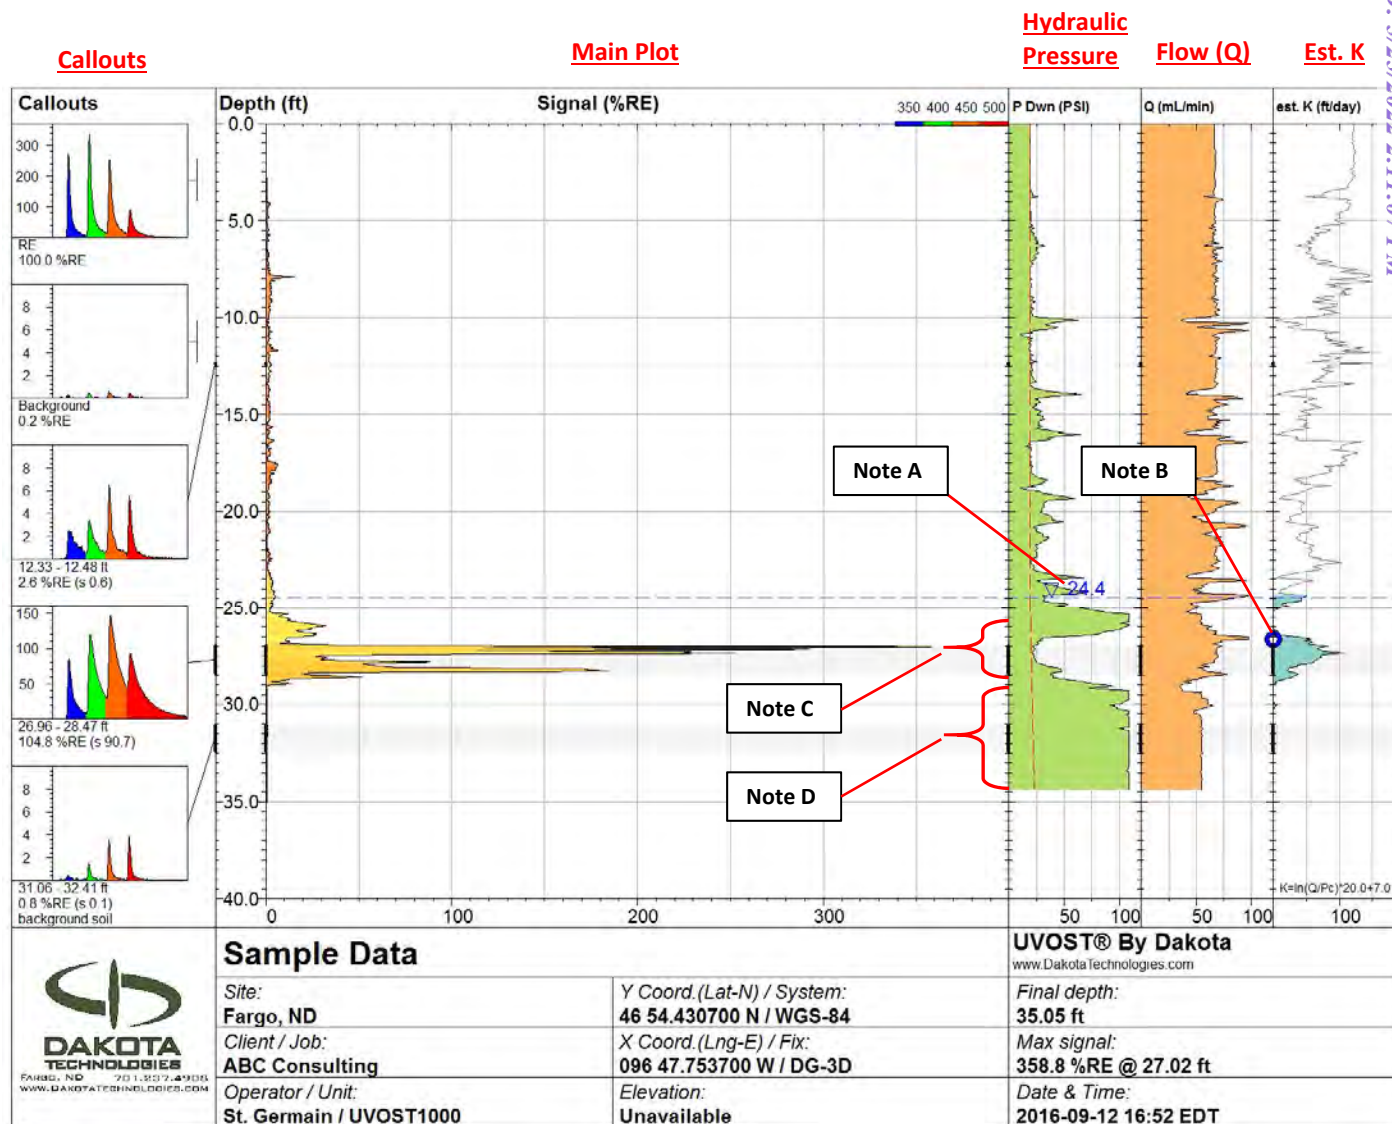 Callouts
Main Plot
Hydraulic
Pressure
Flow (Q)
Est. K
Callouts
Depth (ft)
Signal (%RE)
350 400 450 500
P Dwn (PSI)
Q (mL/min)
est. K (ft/day)
300
200
100
RE
100.0 %RE
8
6
4
2
Background
0.2 %RE
8
6
4
2
12.33 - 12.48 ft
2.6 %RE (s 0.6)
150
100
50
26.96 - 28.47 ft
104.8 %RE (s 90.7)
8
6
4
2
31.06 - 32.41 ft
0.8 %RE (s 0.1)
background soil
0.0
5.0
10.0
15.0
20.0
25.0
30.0
35.0
40.0
0 100 200 300
Note A
Note B
24.4
Note C
Note D
50 100
50 100
K=ln(Q/Pc)*20.0+7.0
100
DAKOTA
TECHNOLOGIES
FARGO, ND 701.237.4908
WWW.DAKOTATECHNOLOGIES.COM
Sample Data
UVOST® By Dakota
www.DakotaTechnologies.com
Site:
Fargo, ND
Y Coord.(Lat-N) / System:
46 54.430700 N / WGS-84
Final depth:
35.05 ft
Client / Job:
ABC Consulting
X Coord.(Lng-E) / Fix:
096 47.753700 W / DG-3D
Max signal:
358.8 %RE @ 27.02 ft
Operator / Unit:
St. Germain / UVOST1000
Elevation:
Unavailable
Date & Time:
2016-09-12 16:52 EDT